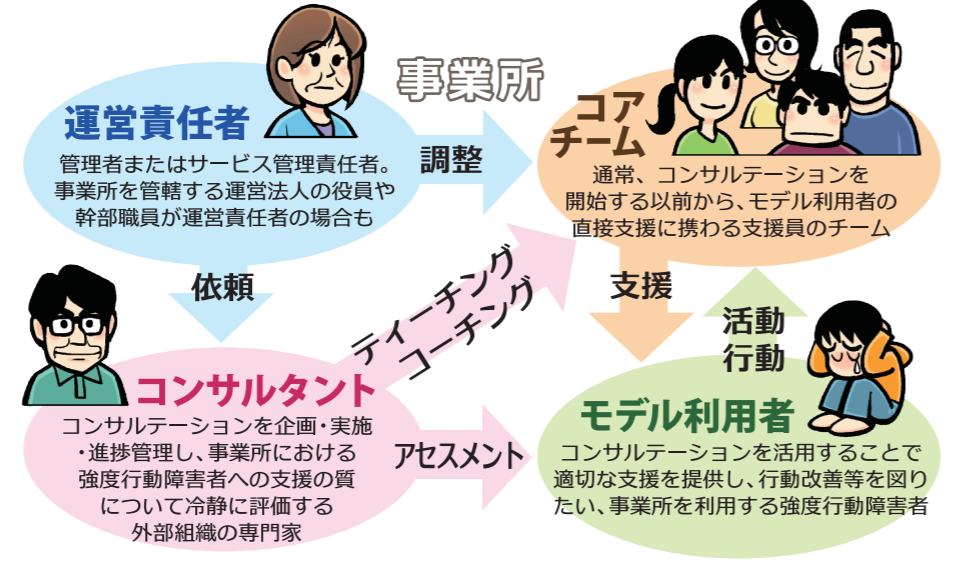 事業所
運営責任者
管理者またはサービス管理責任者。
事業所を管轄する運営法人の役員や
幹部職員が運営責任者の場合も
調整
コア
チーム
通常、コンサルテーションを
開始する以前から、モデル利用者の
直接支援に携わる支援員のチーム
依頼
ティーチング
コーチング
支援
活動
行動
コンサルタント
コンサルテーションを企画・実施
・進捗管理し、事業所における
強度行動障害者への支援の質
について冷静に評価する
外部組織の専門家
アセスメント
モデル利用者
コンサルテーションを活用することで
適切な支援を提供し、行動改善等を図り
たい、事業所を利用する強度行動障害者